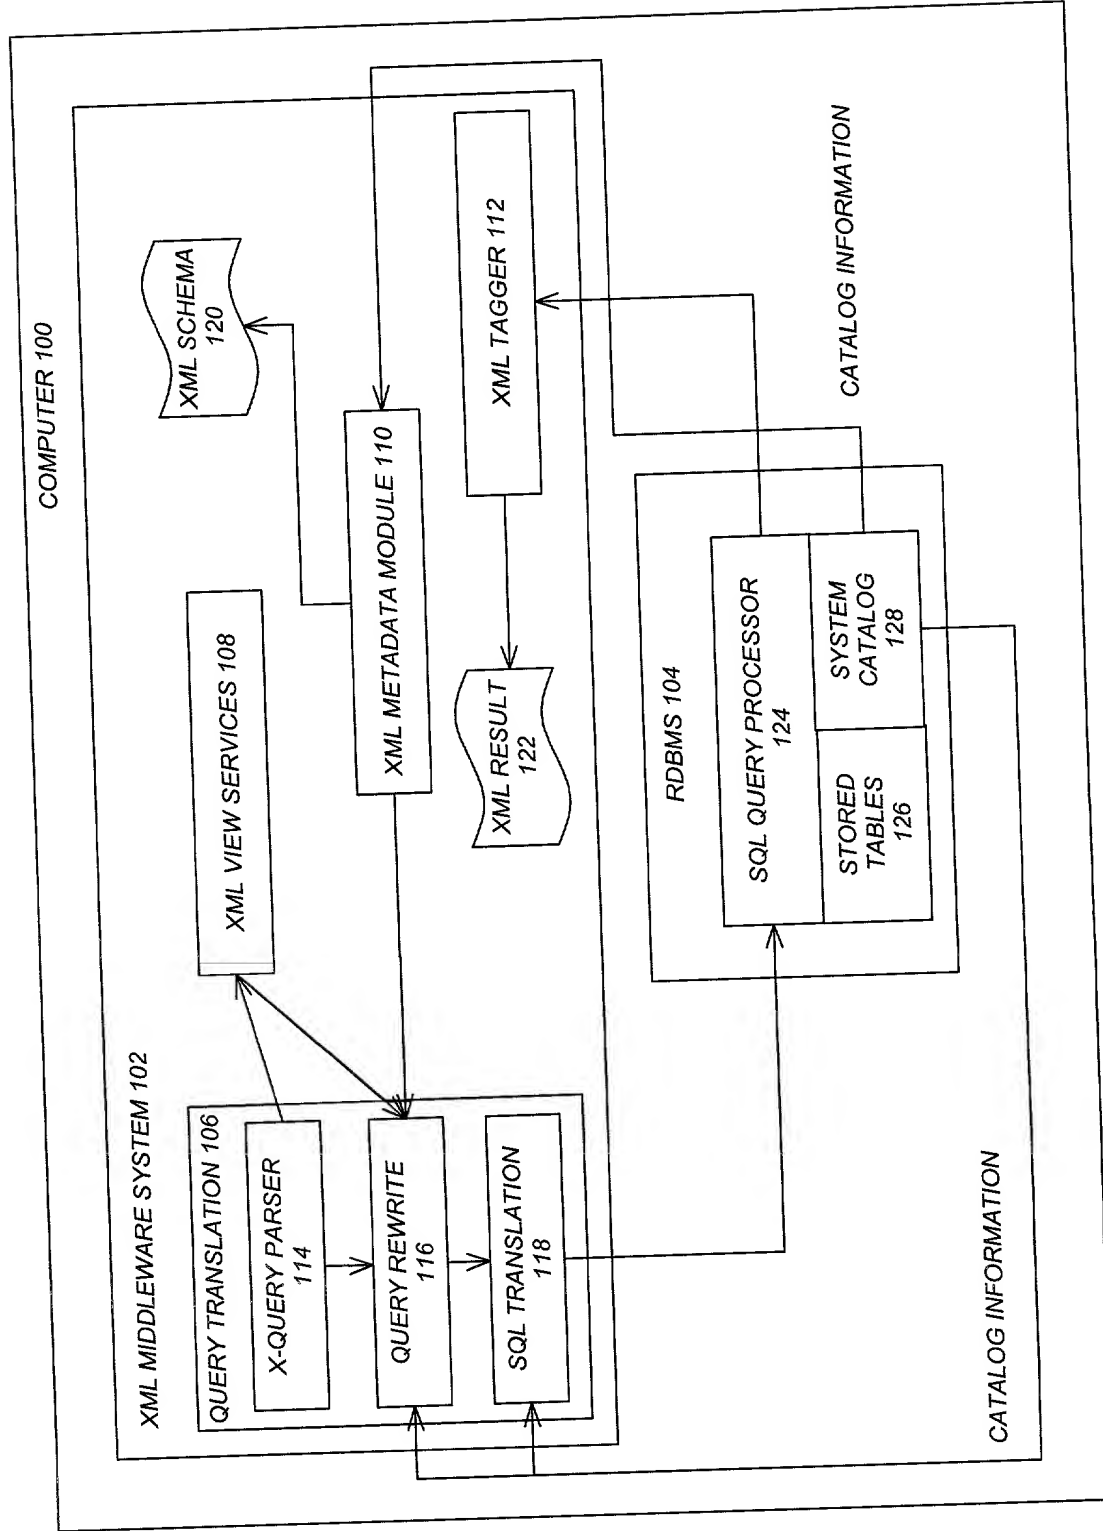 COMPUTER 100
XML MIDDLEWARE SYSTEM 102
QUERY TRANSLATION 106
X-QUERY PARSER
114
QUERY REWRITE
116
SQL TRANSLATION
118
XML VIEW SERVICES 108
XML SCHEMA
120
XML METADATA MODULE 110
XML RESULT
122
XML TAGGER 112
RDBMS 104
SQL QUERY PROCESSOR
124
STORED
TABLES
126
SYSTEM
CATALOG
128
CATALOG INFORMATION
CATALOG INFORMATION